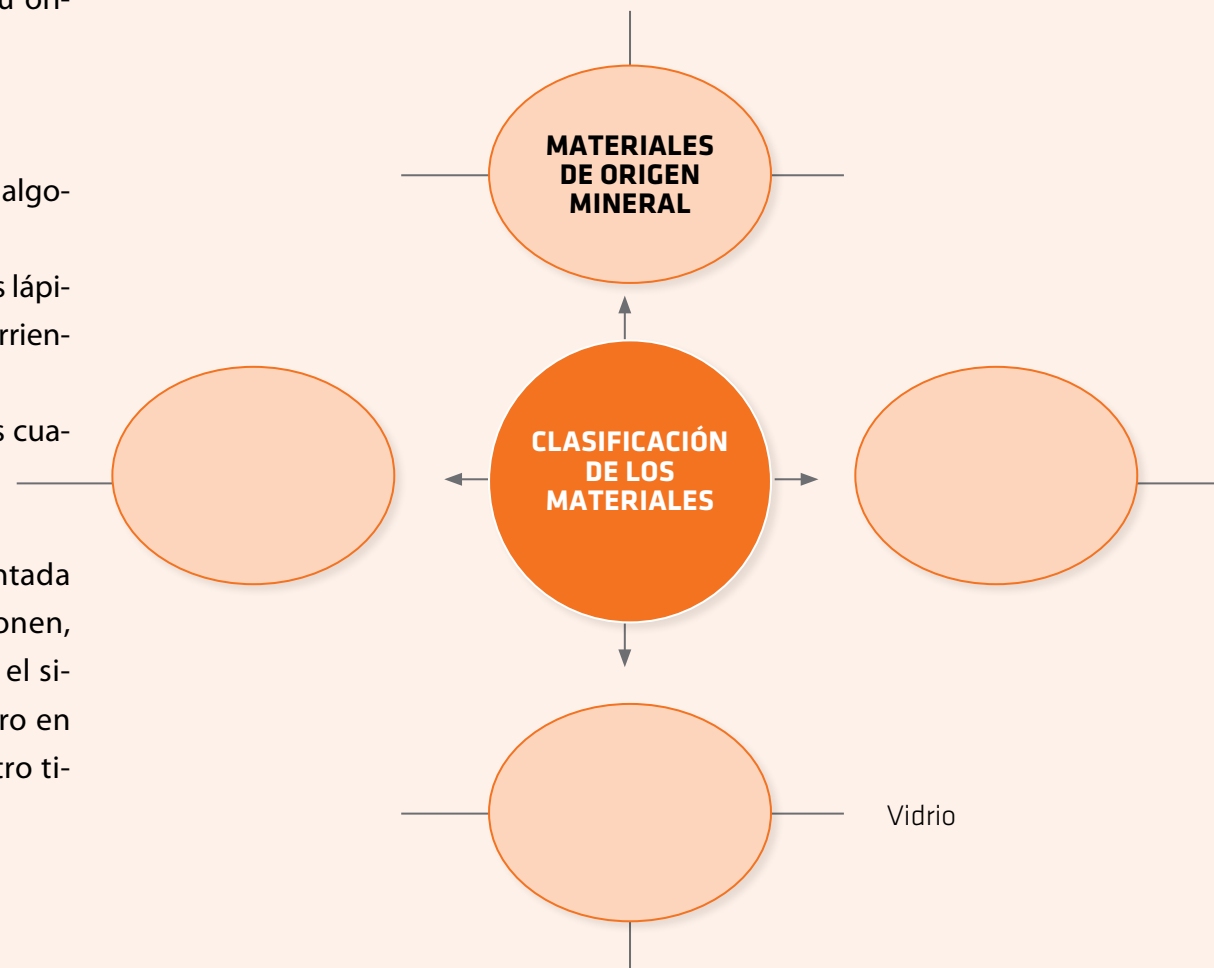 algo-
s lápi-
rrien-
s cua-
ntada
onen,
el si-
ro en
tro ti-
MATERIALES
DE ORIGEN
MINERAL
CLASIFICACIÓN
DE LOS
MATERIALES
Vidrio